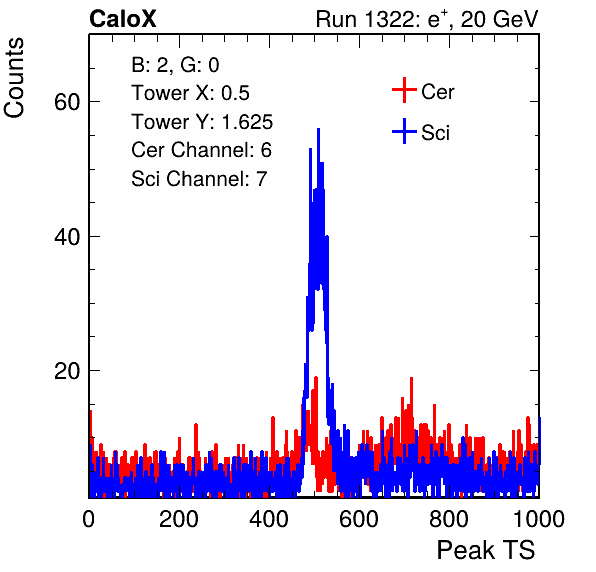 CaloX Run 1322: e⁺, 20 GeV
Counts
B: 2, G: 0
Tower X: 0.5
Tower Y: 1.625
Cer Channel: 6
Sci Channel: 7
Cer
Sci
60
40
20
0 200 400 600 800 1000
Peak TS